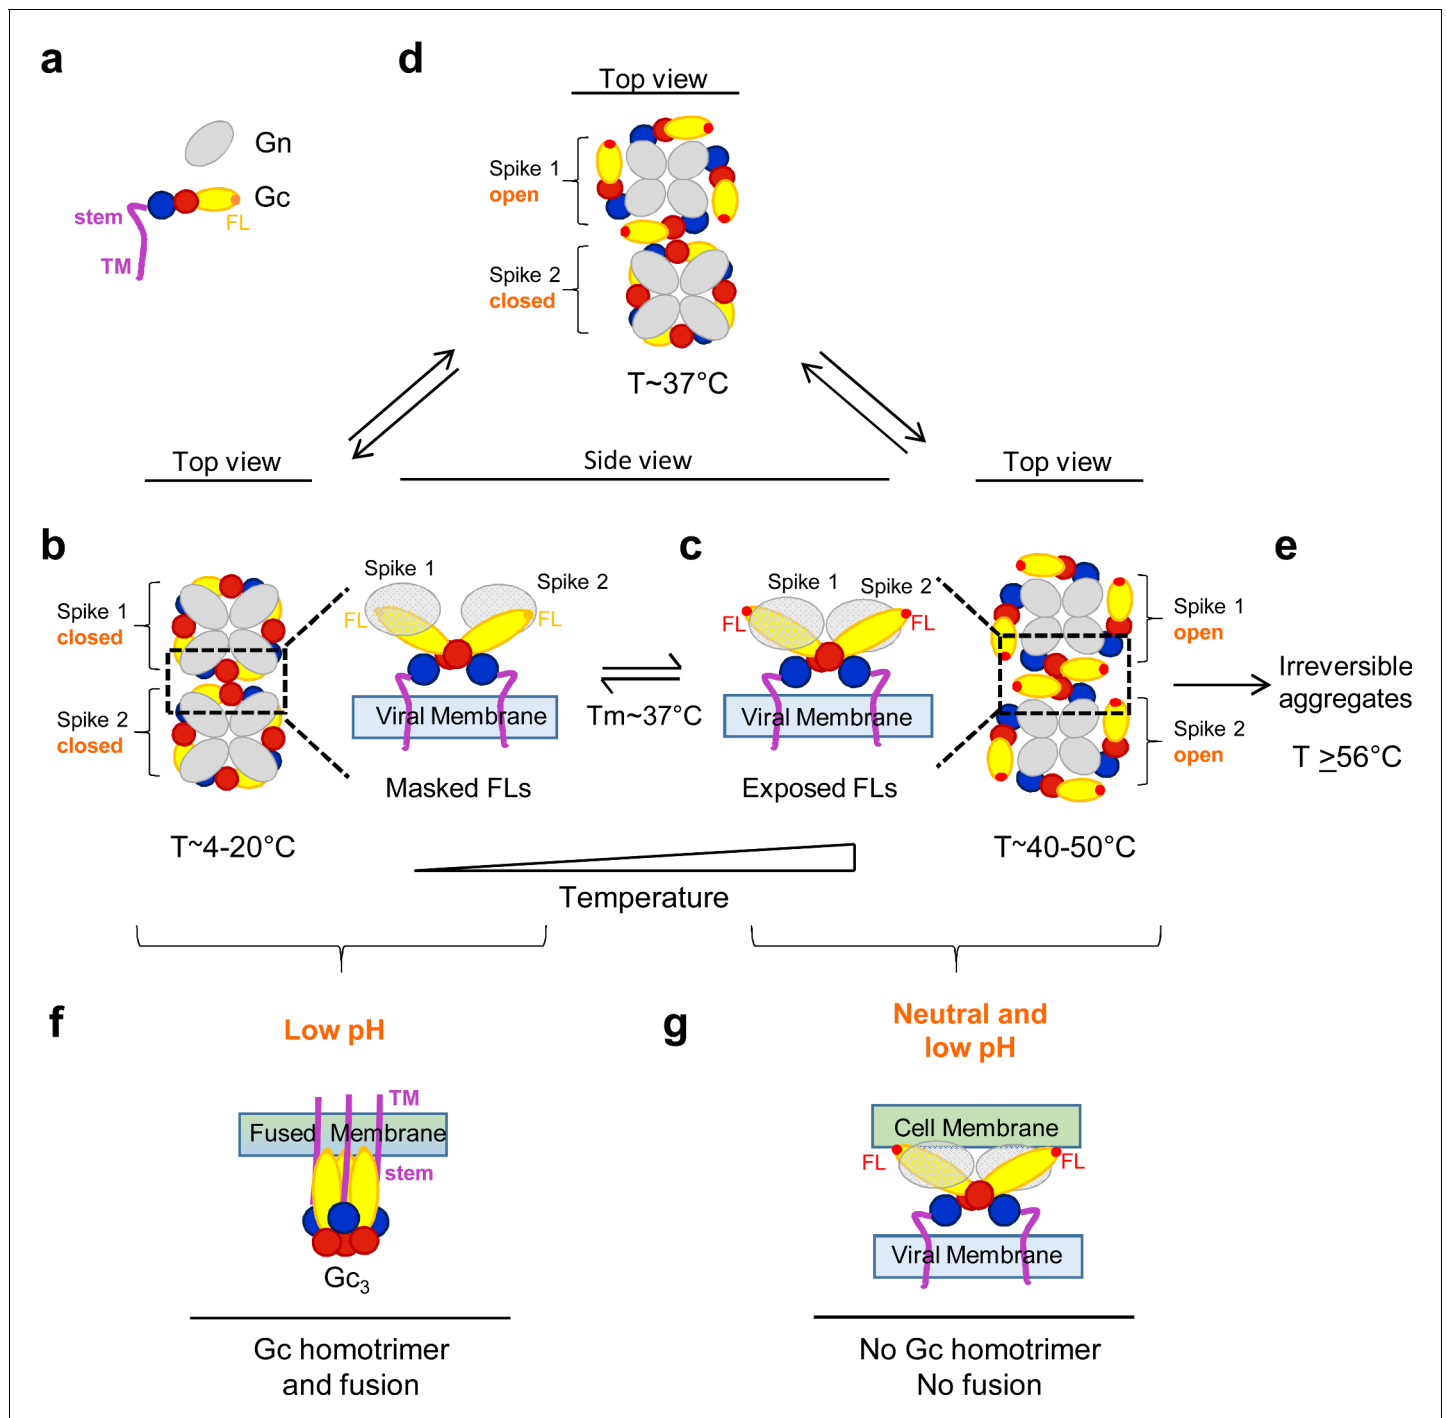 a
Gn
Gc
stem
FL
TM
d
Top view
Spike 1
open
Spike 2
closed
T~37°C
Top view
Side view
Top view
b
Spike 1
closed
Spike 2
closed
T~4-20°C
Spike 1
Spike 2
FL
FL
Viral Membrane
Masked FLs
Tm~37°C
c
Spike 1
Spike 2
FL
FL
Viral Membrane
Exposed FLs
Spike 1
open
Spike 2
open
T~40-50°C
e
Irreversible
aggregates
T ≥56°C
Temperature
f
Low pH
TM
Fused Membrane
stem
Gc₃
Gc homotrimer
and fusion
g
Neutral and
low pH
Cell Membrane
FL
FL
Viral Membrane
No Gc homotrimer
No fusion